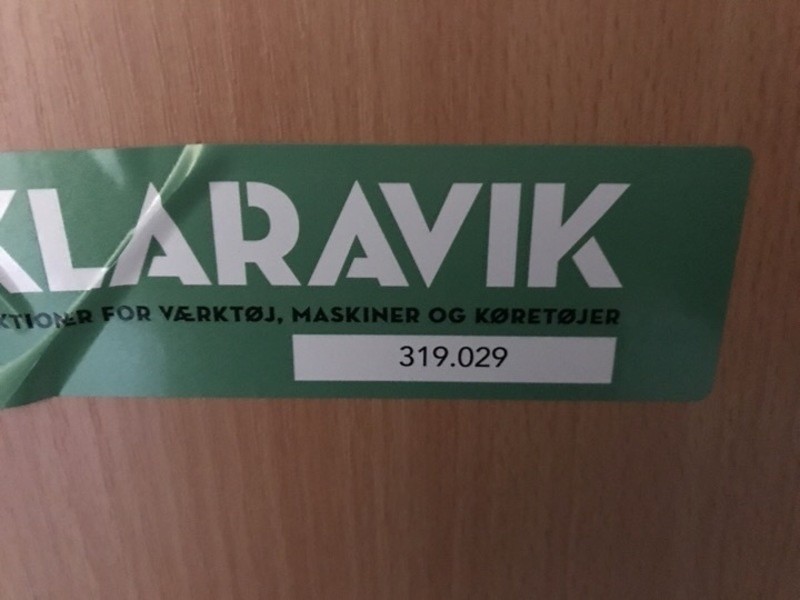 KLARAVIK
KTIONER FOR VÆRKTØJ, MASKINER OG KØRETØJER
319.029